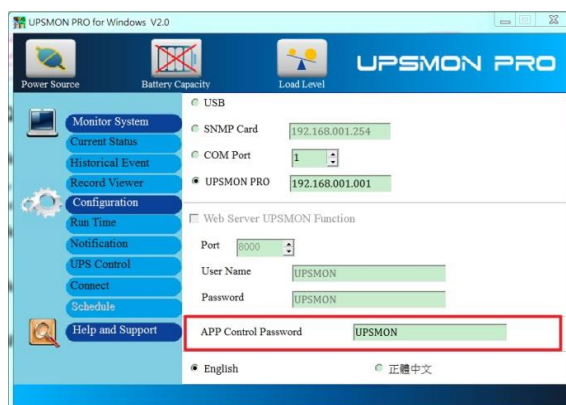 UPSMON PRO for Windows V2.0
Power Source
Battery Capacity
Load Level
UPSMON PRO
Monitor System
Current Status
Historical Event
Record Viewer
Configuration
Run Time
Notification
UPS Control
Connect
Schedule
Help and Support
USB
SNMP Card 192.168.001.254
COM Port 1
UPSMON PRO 192.168.001.001
Web Server UPSMON Function
Port 8000
User Name UPSMON
Password UPSMON
APP Control Password UPSMON
English 正體中文